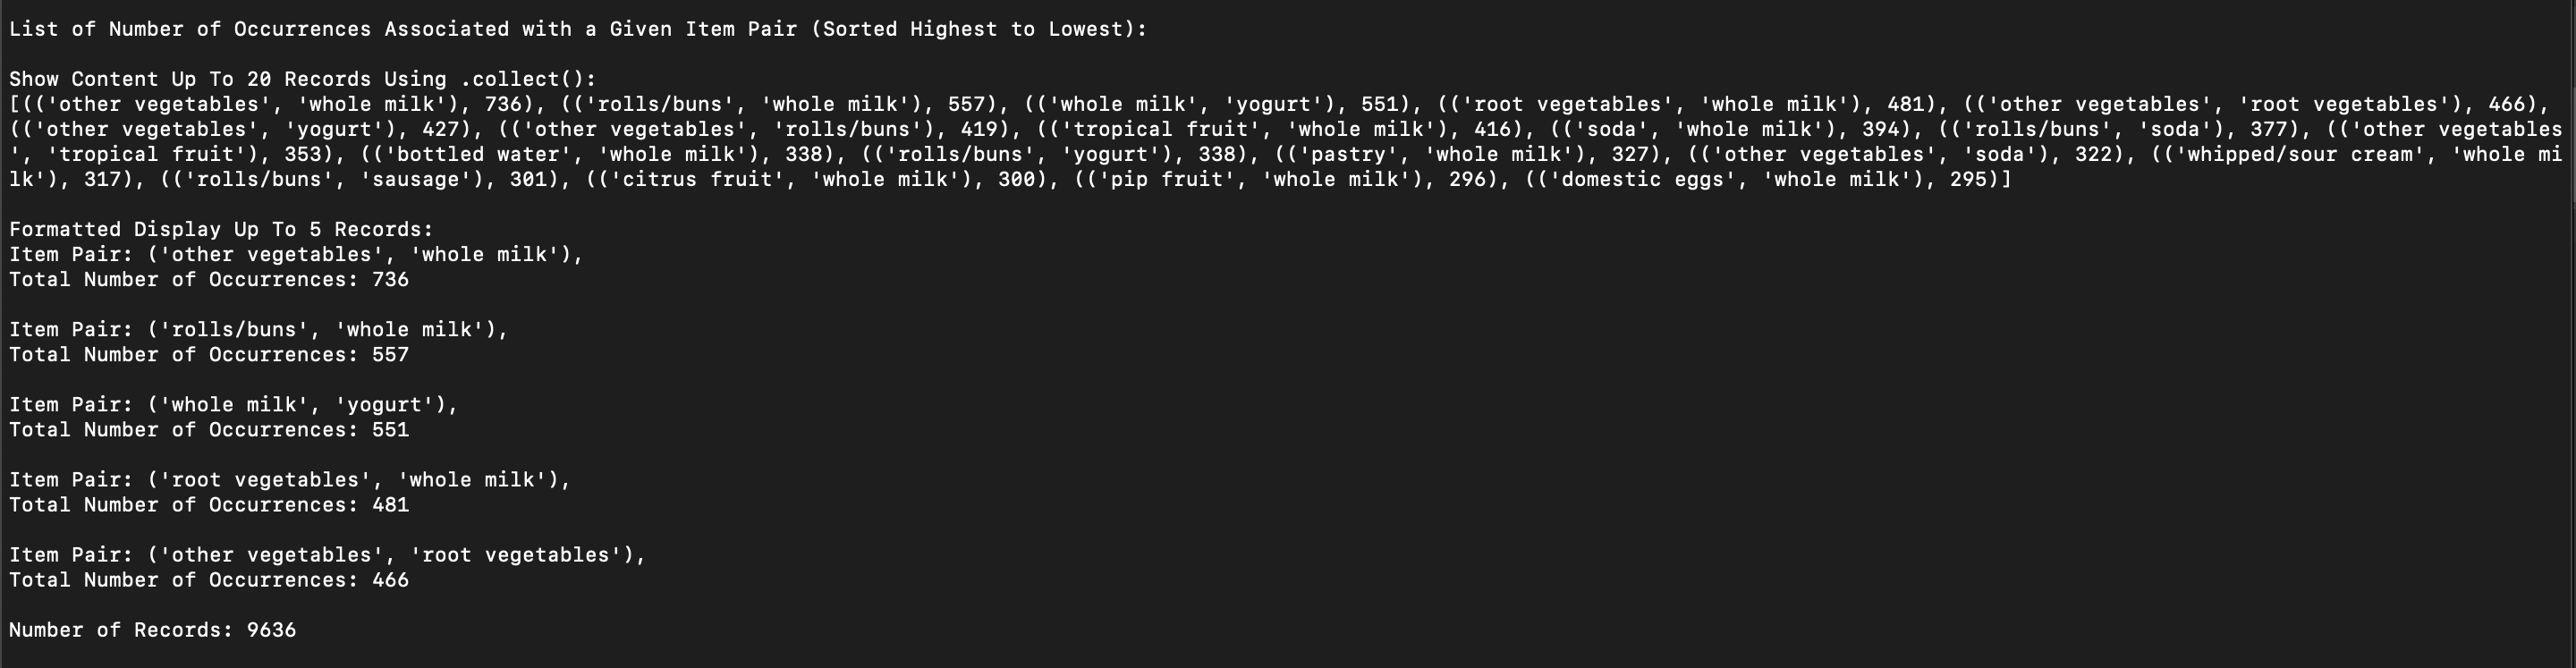 List of Number of Occurrences Associated with a Given Item Pair (Sorted Highest to Lowest):
Show Content Up To 20 Records Using .collect():
[(('other vegetables', 'whole milk'), 736), (('rolls/buns', 'whole milk'), 557), (('whole milk', 'yogurt'), 551), (('root vegetables', 'whole milk'), 481), (('other vegetables', 'root vegetables'), 466),
(('other vegetables', 'yogurt'), 427), (('other vegetables', 'rolls/buns'), 419), (('tropical fruit', 'whole milk'), 416), (('soda', 'whole milk'), 394), (('rolls/buns', 'soda'), 377), (('other vegetables
', 'tropical fruit'), 353), (('bottled water', 'whole milk'), 338), (('rolls/buns', 'yogurt'), 338), (('pastry', 'whole milk'), 327), (('other vegetables', 'soda'), 322), (('whipped/sour cream', 'whole mi
lk'), 317), (('rolls/buns', 'sausage'), 301), (('citrus fruit', 'whole milk'), 300), (('pip fruit', 'whole milk'), 296), (('domestic eggs', 'whole milk'), 295)]
Formatted Display Up To 5 Records:
Item Pair: ('other vegetables', 'whole milk'),
Total Number of Occurrences: 736
Item Pair: ('rolls/buns', 'whole milk'),
Total Number of Occurrences: 557
Item Pair: ('whole milk', 'yogurt'),
Total Number of Occurrences: 551
Item Pair: ('root vegetables', 'whole milk'),
Total Number of Occurrences: 481
Item Pair: ('other vegetables', 'root vegetables'),
Total Number of Occurrences: 466
Number of Records: 9636